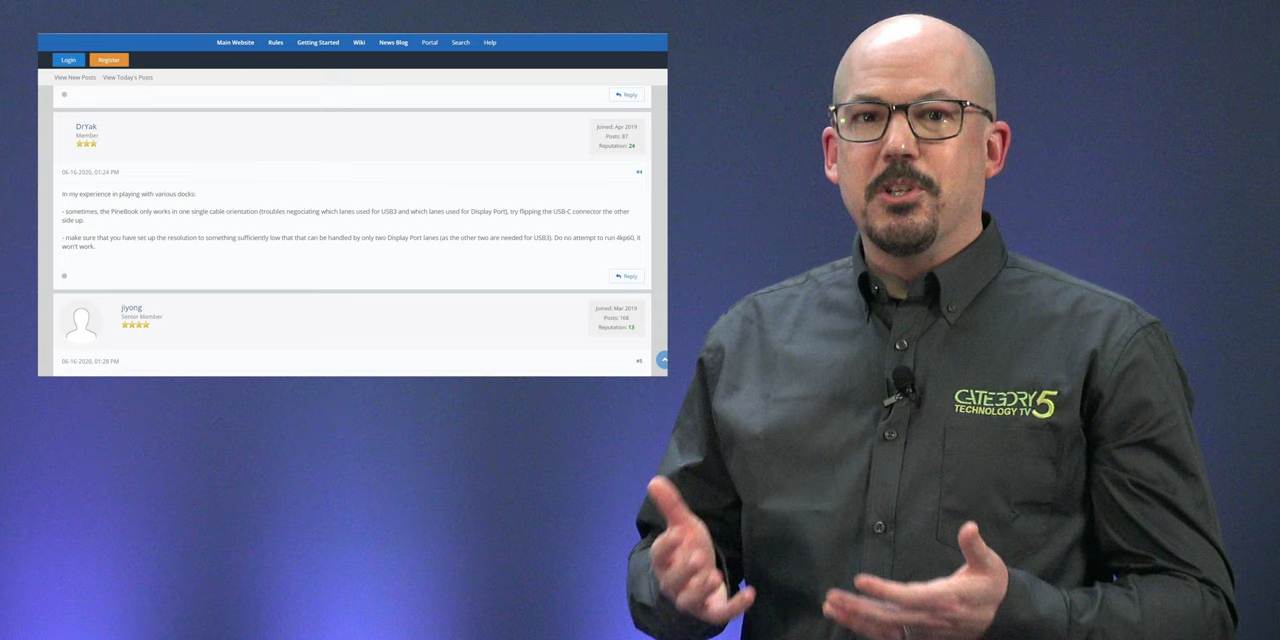 Main Website Rules Getting Started Wiki News Blog Portal Search Help
Login Register
View New Posts View Today's Posts
Reply
DrYak
Member
Joined: Apr 2019
Posts: 87
Reputation: 24
06-16-2020, 01:24 PM
#4
In my experience in playing with various docks:
- sometimes, the PineBook only works in one single cable orientation (troubles negotiating which lanes used for USB3 and which lanes used for Display Port), try flipping the USB-C connector the other
side up.
- make sure that you have set up the resolution to something sufficiently low that that can be handled by only two Display Port lanes (as the other two are needed for USB3). Do no attempt to run 4kp60, it
won't work.
Reply
jiyong
Senior Member
Joined: Mar 2019
Posts: 168
Reputation: 13
06-16-2020, 01:28 PM
#5
CATEGORY 5
TECHNOLOGY TV